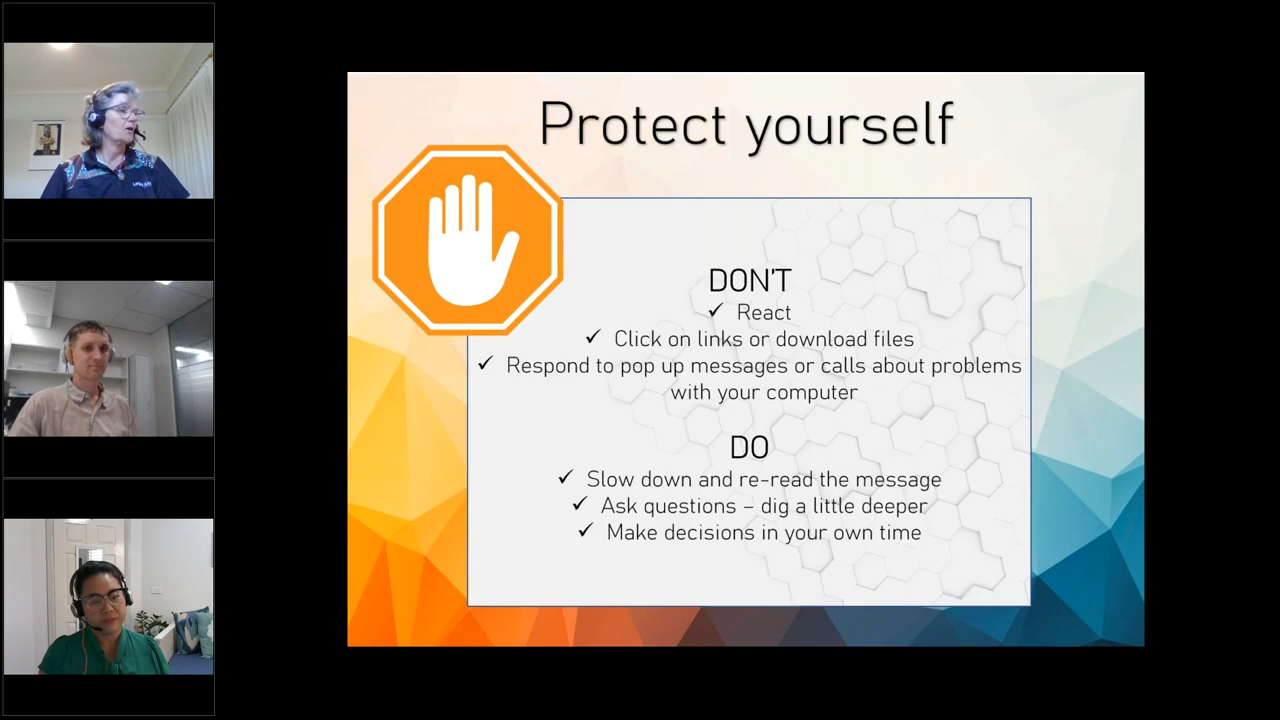 Protect yourself
DON'T
✓ React
✓ Click on links or download files
✓ Respond to pop up messages or calls about problems
with your computer
DO
✓ Slow down and re-read the message
✓ Ask questions – dig a little deeper
✓ Make decisions in your own time